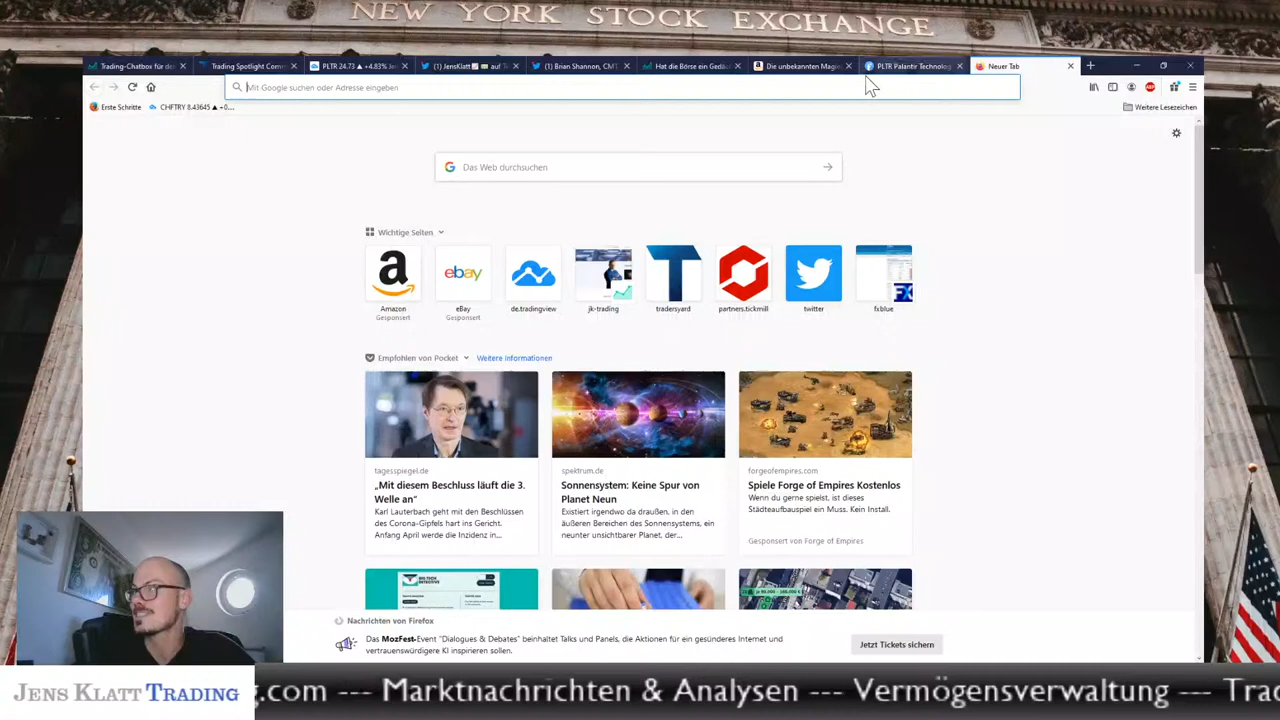 NEW YORK STOCK EXCHANGE
Trading-Chatbox für de
Trading Spotlight Com
PLTR 24.73 ▲ +4.83%
(1) JensKlatt auf T
(1) Brian Shannon, CMT
Hat die Börse ein Gedäc
Die unbekannten Magi
PLTR Palantir Technolog
Neuer Tab
Mit Google suchen oder Adresse eingeben
Erste Schritte
CHFTRY 8.43645 ▲ +0...
Weitere Lesezeichen
Das Web durchsuchen
Wichtige Seiten
Amazon
Gesponsert
eBay
Gesponsert
de.tradingview
jk-trading
tradersyard
partners.tickmill
twitter
fxblue
Empfohlen von Pocket
Weitere Informationen
tagesspiegel.de
„Mit diesem Beschluss läuft die 3.
Welle an“
Karl Lauterbach geht mit den Beschlüssen
des Corona-Gipfels hart ins Gericht.
Anfang April werde die Inzidenz in...
spektrum.de
Sonnensystem: Keine Spur von
Planet Neun
Existiert irgendwo da draußen, in den
äußeren Bereichen des Sonnensystems, ein
neunter unsichtbarer Planet, der...
forgeofempires.com
Spiele Forge of Empires Kostenlos
Wenn du gerne spielst, ist dieses
Städteaufbauspiel ein Muss. Kein Install.
Gesponsert von Forge of Empires
BIG TECH
DETECTIVE
Nachrichten von Firefox
Das MozFest-Event "Dialogues & Debates" beinhaltet Talks und Panels, die Aktionen für ein gesünderes Internet und
vertrauenswürdigere KI inspirieren sollen.
Jetzt Tickets sichern
JENS KLATT TRADING
g.com --- Marktnachrichten & Analysen --- Vermögensverwaltung --- Trad